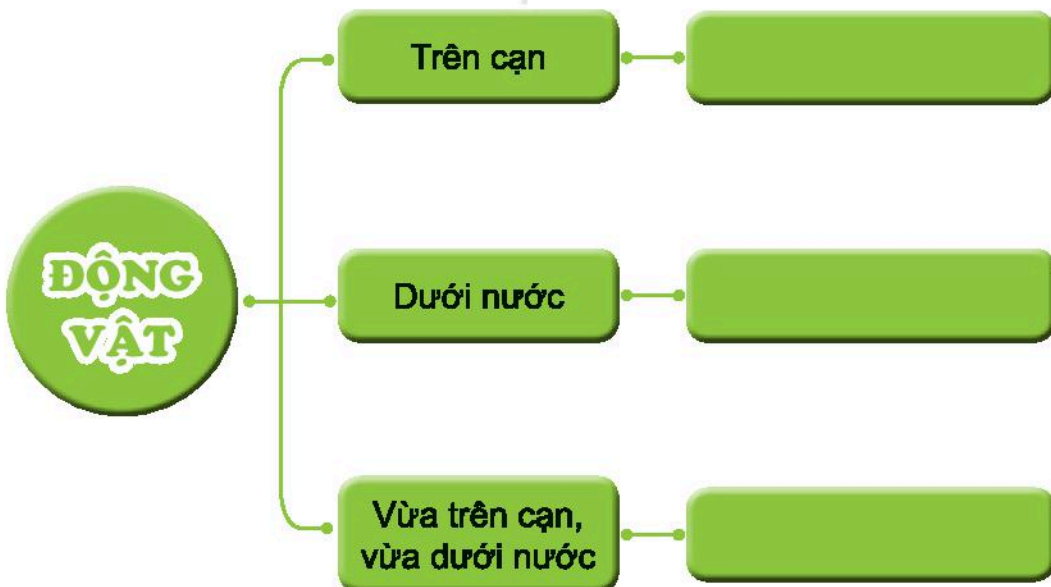 ĐỘNG
VẬT
Trên cạn
Dưới nước
Vừa trên cạn,
vừa dưới nước